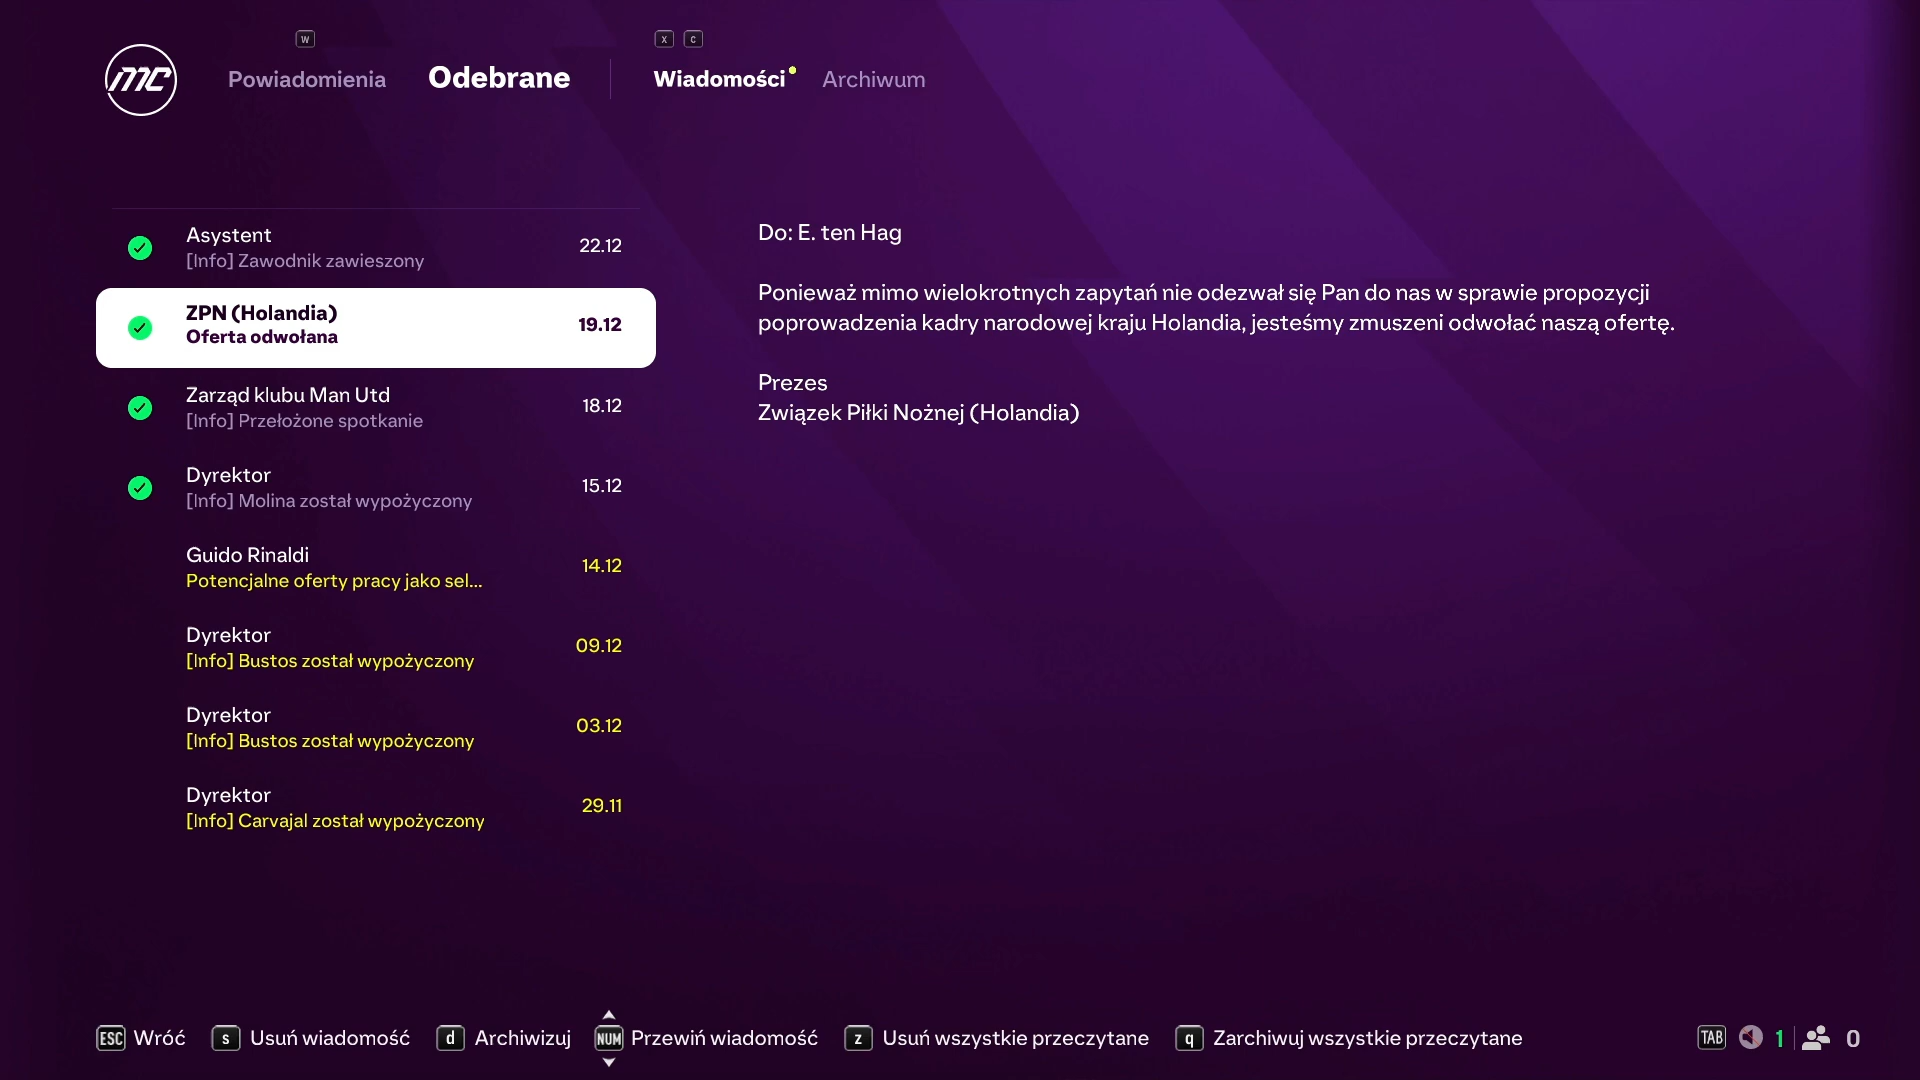 W
X C
MC
Powiadomienia
Odebrane
Wiadomości
Archiwum
Asystent
[Info] Zawodnik zawieszony
22.12
ZPN (Holandia)
Oferta odwołana
19.12
Zarząd klubu Man Utd
[Info] Przełożone spotkanie
18.12
Dyrektor
[Info] Molina został wypożyczony
15.12
Guido Rinaldi
Potencjalne oferty pracy jako sel...
14.12
Dyrektor
[Info] Bustos został wypożyczony
09.12
Dyrektor
[Info] Bustos został wypożyczony
03.12
Dyrektor
[Info] Carvajal został wypożyczony
29.11
Do: E. ten Hag
Ponieważ mimo wielokrotnych zapytań nie odezwał się Pan do nas w sprawie propozycji
poprowadzenia kadry narodowej kraju Holandia, jesteśmy zmuszeni odwołać naszą ofertę.
Prezes
Związek Piłki Nożnej (Holandia)
ESC Wróć
s Usuń wiadomość
d Archiwizuj
NUM Przewiń wiadomość
z Usuń wszystkie przeczytane
q Zarchiwuj wszystkie przeczytane
TAB 1 0